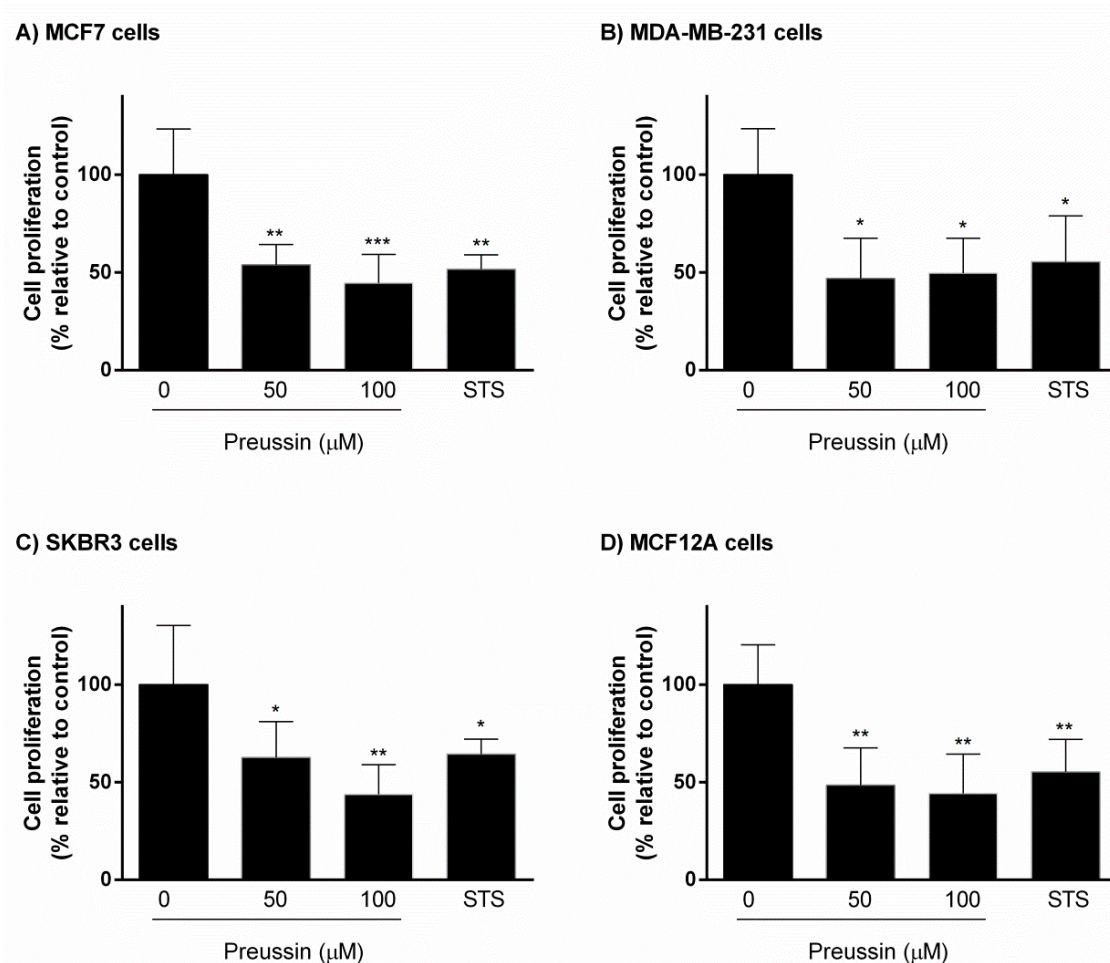 A) MCF7 cells
Cell proliferation
(% relative to control)
100
50
0
**
***
**
0 50 100 STS
Preussin (μM)
B) MDA-MB-231 cells
Cell proliferation
(% relative to control)
100
50
0
*
*
*
0 50 100 STS
Preussin (μM)
C) SKBR3 cells
Cell proliferation
(% relative to control)
100
50
0
*
**
*
0 50 100 STS
Preussin (μM)
D) MCF12A cells
Cell proliferation
(% relative to control)
100
50
0
**
**
**
0 50 100 STS
Preussin (μM)